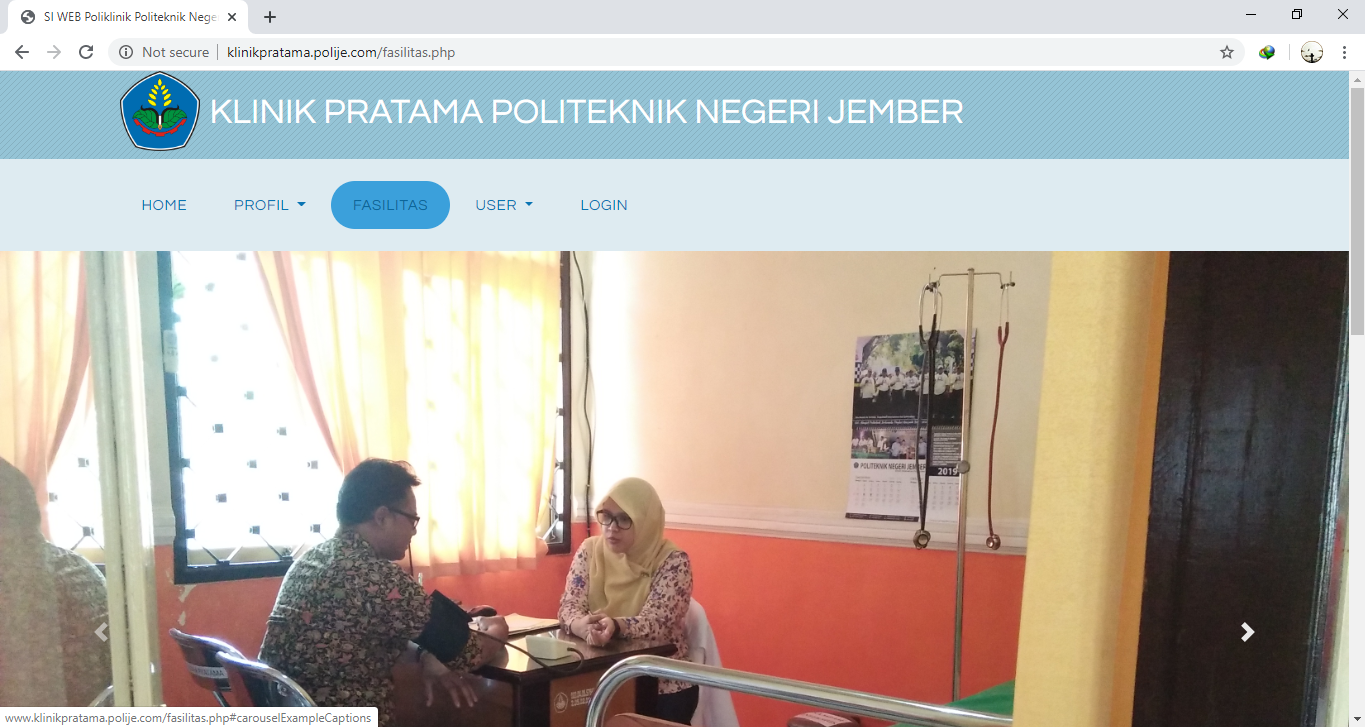 SI WEB Poliklinik Politeknik Nege
Not secure
klinikpratama.polije.com/fasilitas.php
KLINIK PRATAMA POLITEKNIK NEGERI JEMBER
HOME
PROFIL
FASILITAS
USER
LOGIN
POLITEKNIK NEGERI JEMBER
2019
www.klinikpratama.polije.com/fasilitas.php#carouselExampleCaptions